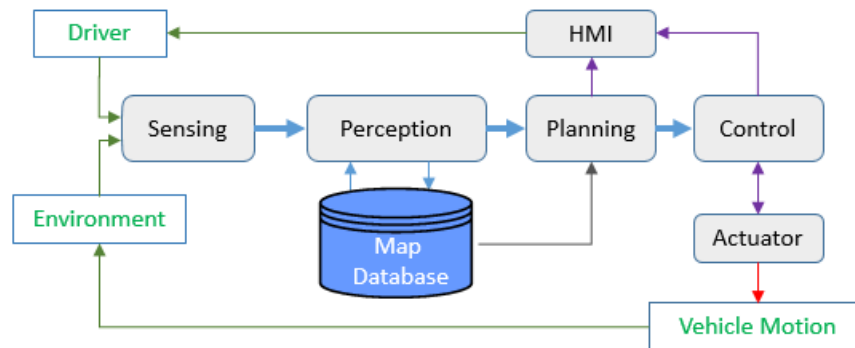 Driver
HMI
Sensing
Perception
Planning
Control
Environment
Map
Database
Actuator
Vehicle Motion